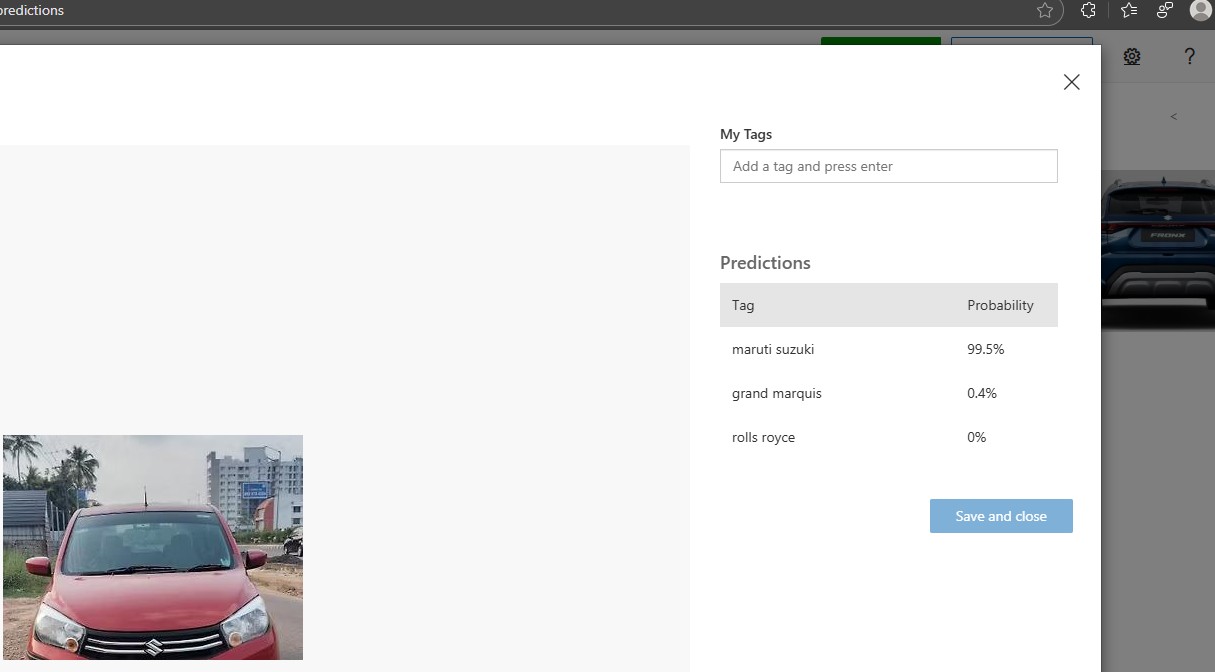 predictions
?
<
My Tags
Add a tag and press enter
Predictions
Tag Probability
maruti suzuki 99.5%
grand marquis 0.4%
rolls royce 0%
Save and close
FRONX